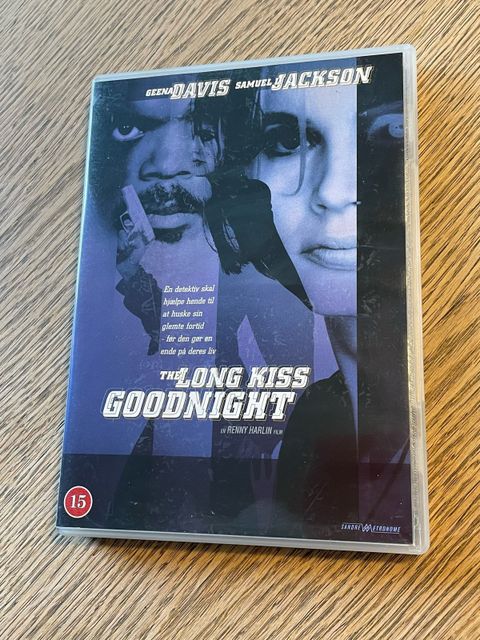 GEENA DAVIS SAMUEL JACKSON
En detektiv skal
hjælpe hende til
at huske sin
glemte fortid
- før den gør en
ende på deres liv
THE LONG KISS
GOODNIGHT
EN RENNY HARLIN FILM
15
SANDREW METRONOME